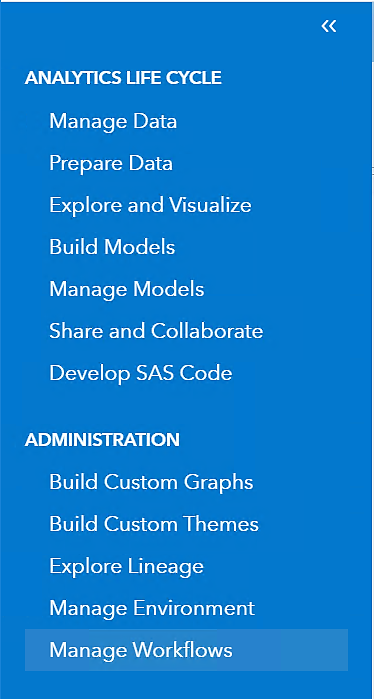 ANALYTICS LIFE CYCLE
Manage Data
Prepare Data
Explore and Visualize
Build Models
Manage Models
Share and Collaborate
Develop SAS Code
ADMINISTRATION
Build Custom Graphs
Build Custom Themes
Explore Lineage
Manage Environment
Manage Workflows